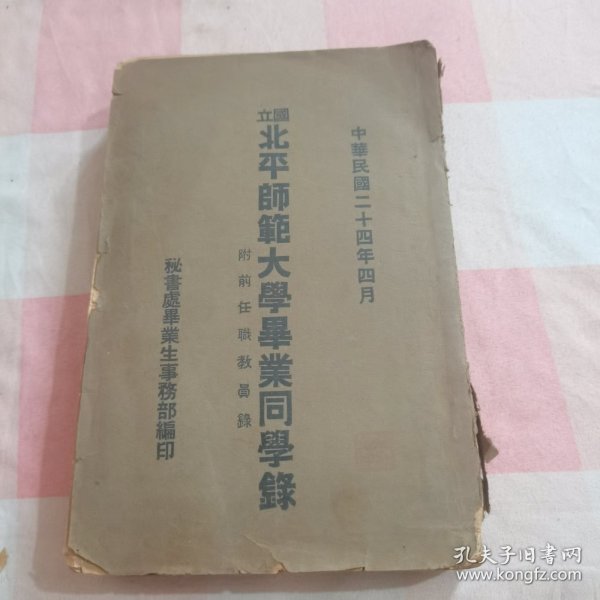 中華民國二十四年四月
國立北平師範大學畢業同學錄
附前任職教員錄
秘書處畢業生事務部編印
孔夫子旧书网
www.kongfz.com